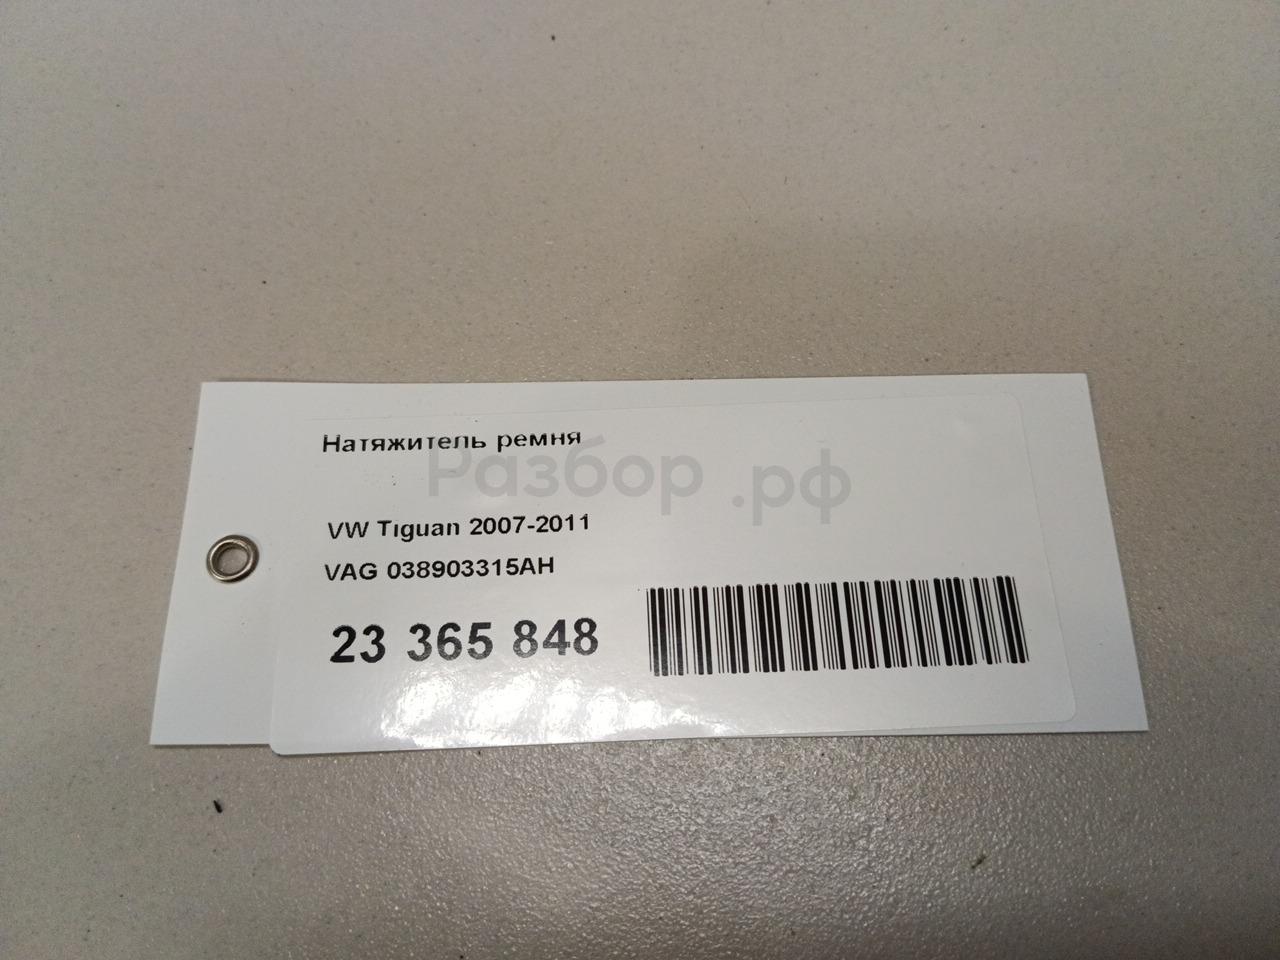 Натяжитель ремня
Разбор.рф
VW Tiguan 2007-2011
VAG 038903315AH
23 365 848